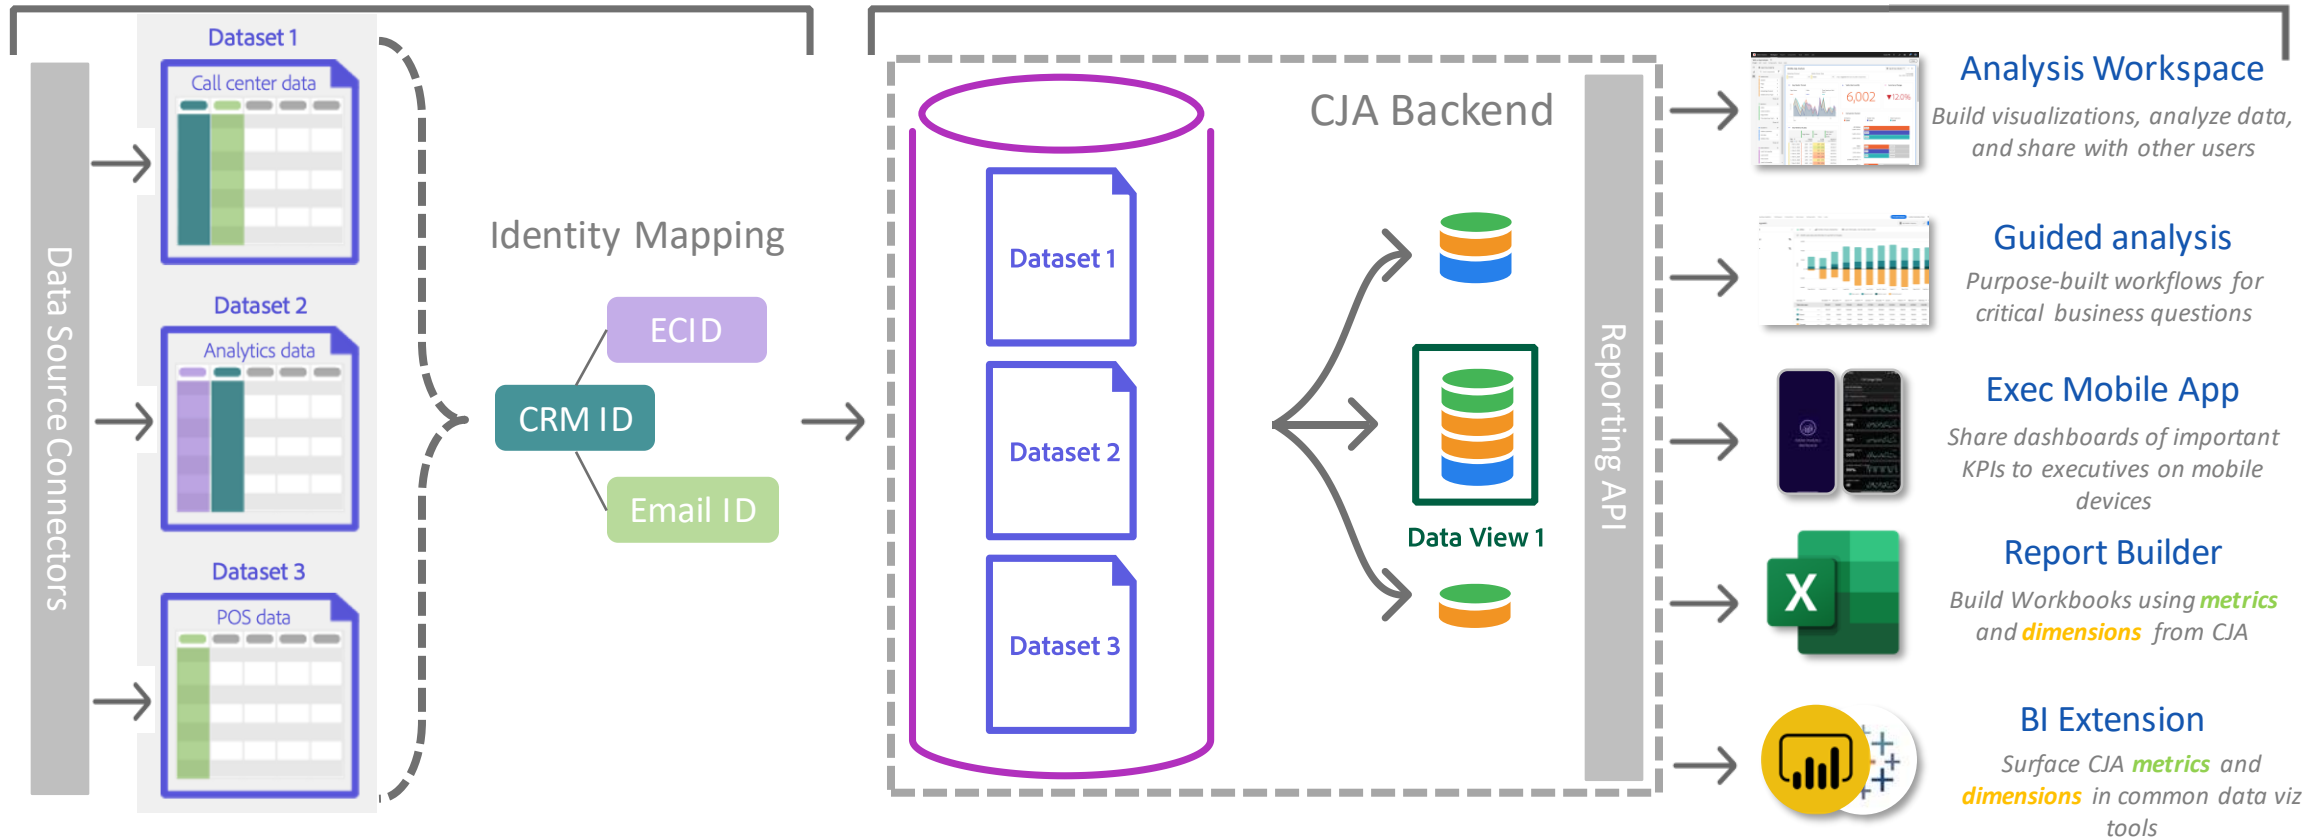 Data Source Connectors
Dataset 1
Call center data
Dataset 2
Analytics data
Dataset 3
POS data
Identity Mapping
ECID
CRM ID
Email ID
CJA Backend
Dataset 1
Dataset 2
Dataset 3
Data View 1
Reporting API
6,002
▼12.0%
Analysis Workspace
Build visualizations, analyze data,
and share with other users
Guided analysis
Purpose-built workflows for
critical business questions
Exec Mobile App
Share dashboards of important
KPIs to executives on mobile
devices
X
Report Builder
Build Workbooks using metrics
and dimensions from CJA
BI Extension
Surface CJA metrics and
dimensions in common data viz
tools